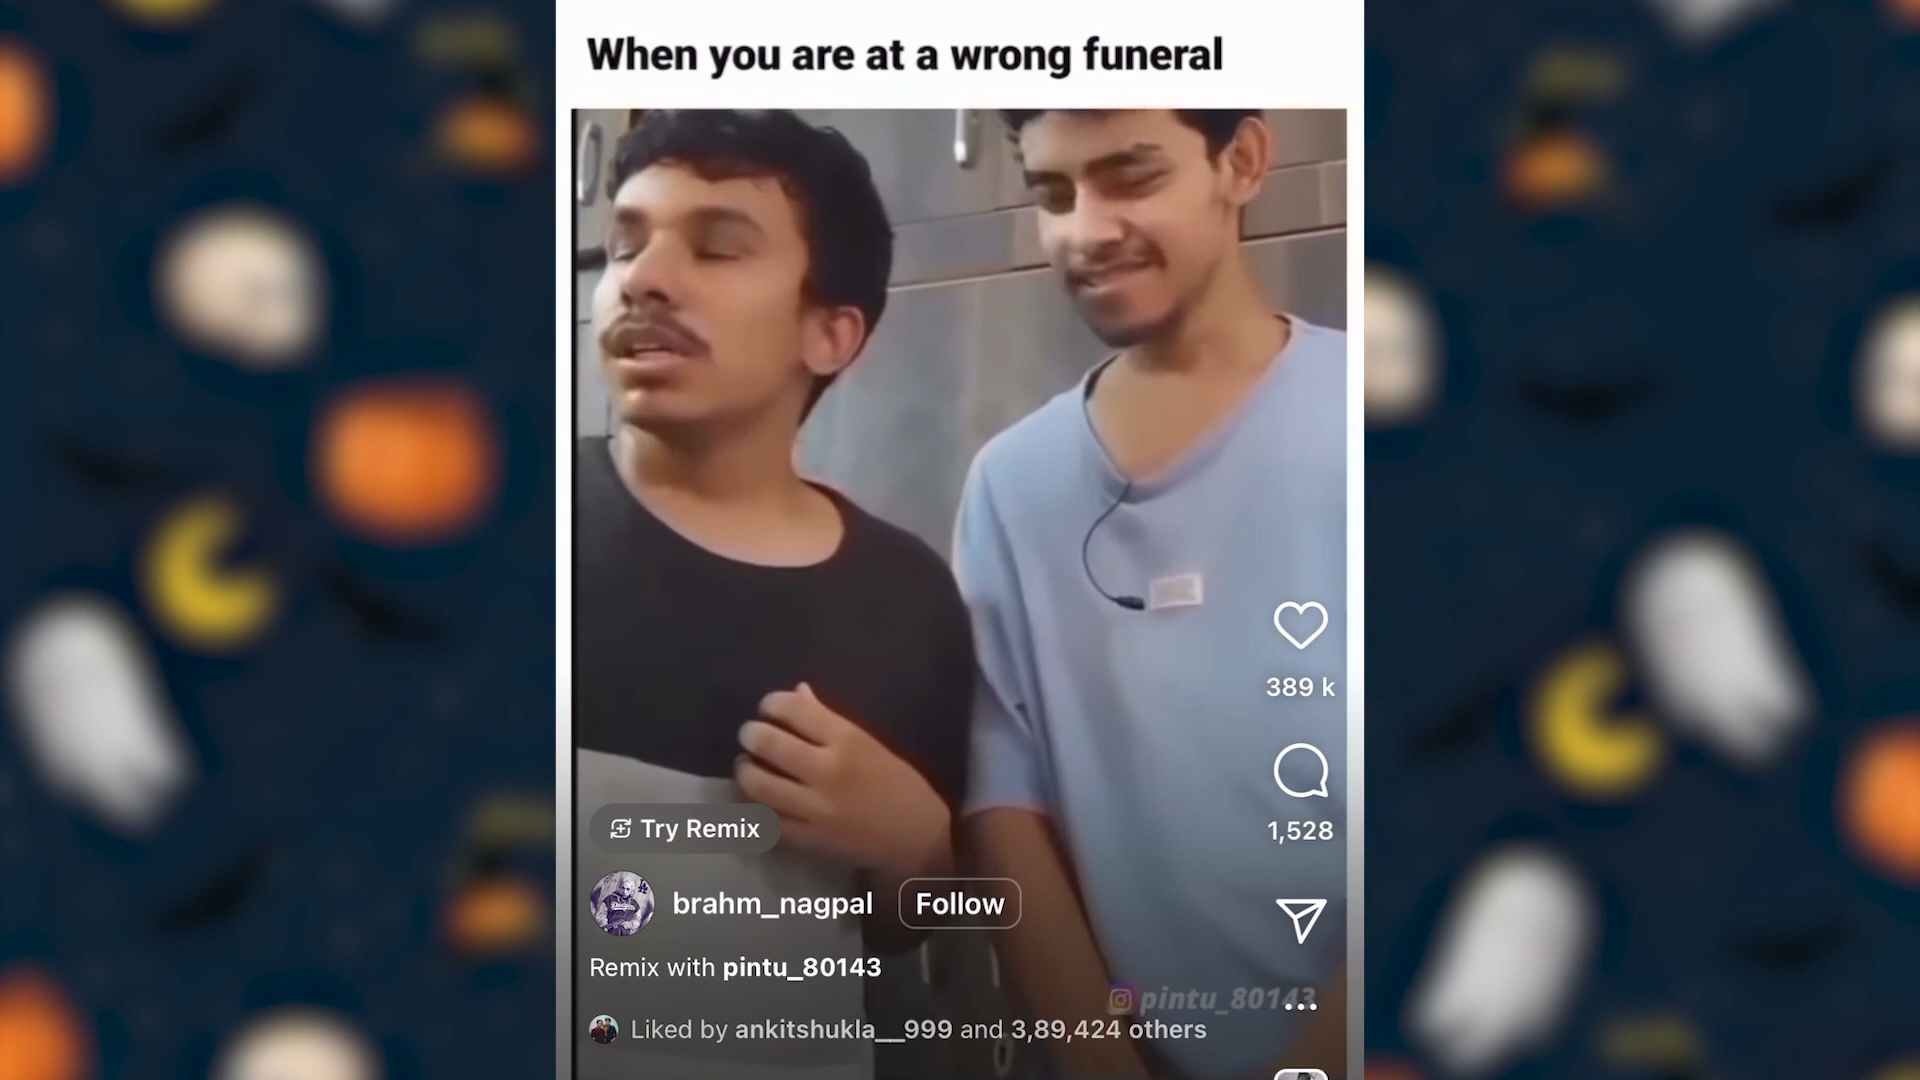 When you are at a wrong funeral
389 k
1,528
Try Remix
brahm_nagpal
Follow
Remix with pintu_80143
pintu_80143
Liked by ankitshukla__999 and 3,89,424 others